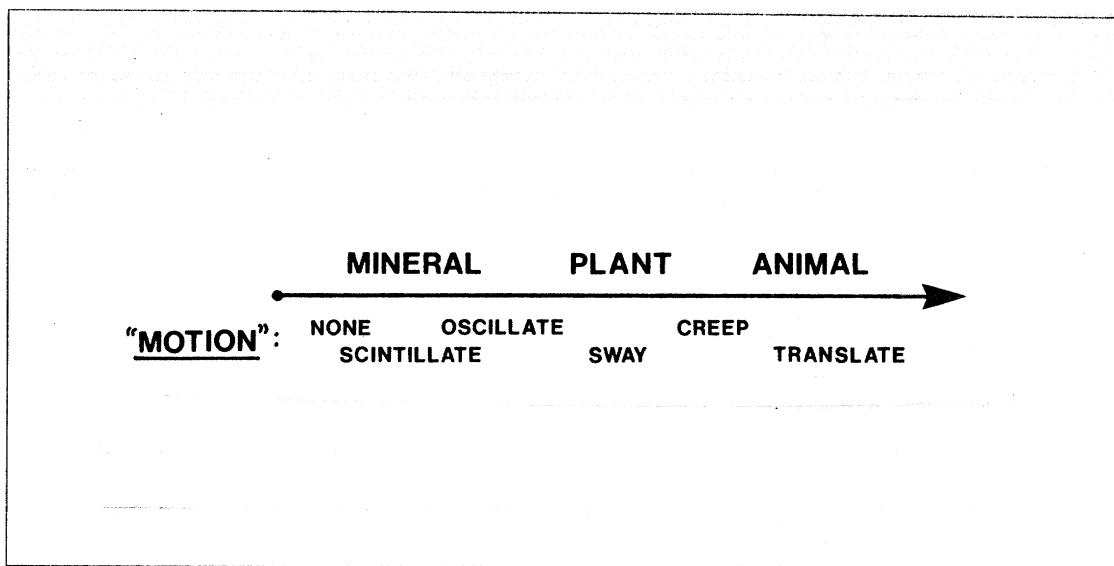 MINERAL PLANT ANIMAL
"MOTION": NONE OSCILLATE CREEP
SCINTILLATE SWAY TRANSLATE